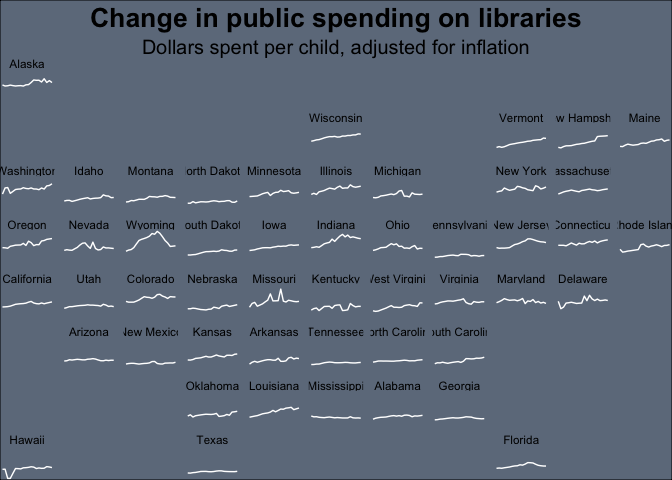 Change in public spending on libraries
Dollars spent per child, adjusted for inflation
Alaska
Wisconsin Vermont w Hampsh Maine
Washington Idaho Montana orth Dakot Minnesota Illinois Michigan New York assachuse
Oregon Nevada Wyoming outh Dakot Iowa Indiana Ohio ennsylvani New Jersey Connecticu hode Islan
California Utah Colorado Nebraska Missouri Kentucky Vest Virgini Virginia Maryland Delaware
Arizona New Mexico Kansas Arkansas Tennessee orth Carolin outh Carolin
Oklahoma Louisiana Mississippi Alabama Georgia
Hawaii Texas Florida